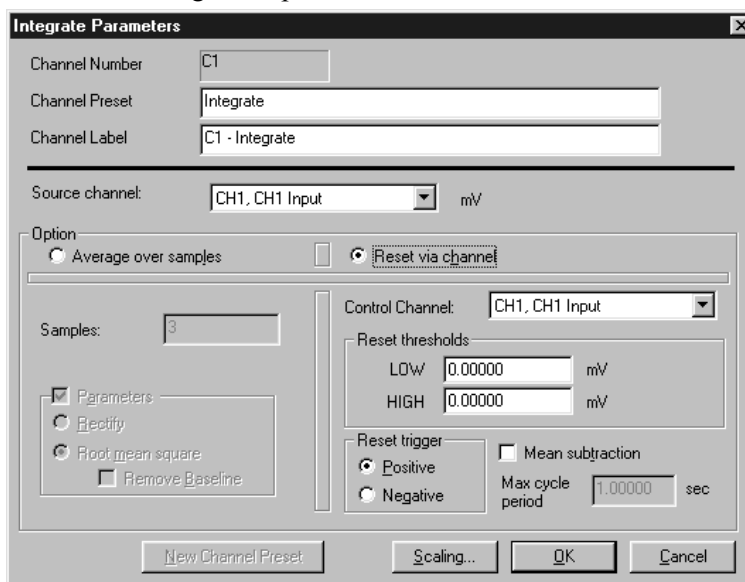 Integrate Parameters
Channel Number C1
Channel Preset Integrate
Channel Label C1 - Integrate
Source channel: CH1, CH1 Input mV
Option
Average over samples Reset via channel
Control Channel: CH1, CH1 Input
Samples: 3
Reset thresholds
LOW 0.00000 mV
HIGH 0.00000 mV
Parameters
Rectify
Root mean square
Remove Baseline
Reset trigger
Positive
Negative
Mean subtraction
Max cycle period 1.00000 sec
New Channel Preset Scaling... OK Cancel